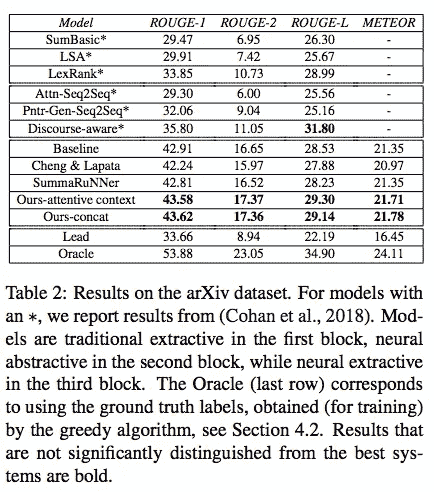 Model ROUGE-1 ROUGE-2 ROUGE-L METEOR
SumBasic* 29.47 6.95 26.30 -
LSA* 29.91 7.42 25.67 -
LexRank* 33.85 10.73 28.99 -
Attn-Seq2Seq* 29.30 6.00 25.56 -
Pntr-Gen-Seq2Seq* 32.06 9.04 25.16 -
Discourse-aware* 35.80 11.05 31.80 -
Baseline 42.91 16.65 28.53 21.35
Cheng & Lapata 42.24 15.97 27.88 20.97
SummaRuNNer 42.81 16.52 28.23 21.35
Ours-attentive context 43.58 17.37 29.30 21.71
Ours-concat 43.62 17.36 29.14 21.78
Lead 33.66 8.94 22.19 16.45
Oracle 53.88 23.05 34.90 24.11
Table 2: Results on the arXiv dataset. For models with
an *, we report results from (Cohan et al., 2018). Mod-
els are traditional extractive in the first block, neural
abstractive in the second block, while neural extractive
in the third block. The Oracle (last row) corresponds
to using the ground truth labels, obtained (for training)
by the greedy algorithm, see Section 4.2. Results that
are not significantly distinguished from the best sys-
tems are bold.